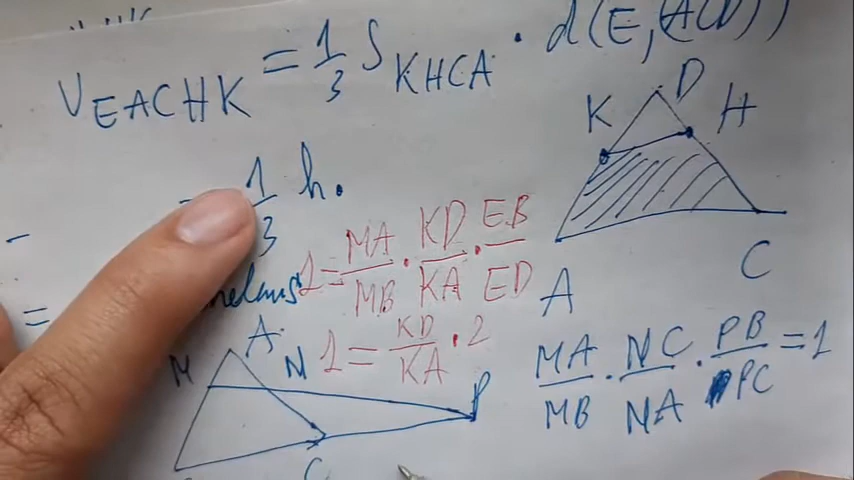 V_EACHK = 1/3 S_KHCA · d(E, (ACD))
K D H
1/3 h.
1 = MA/MB · KD/KA · EB/ED
A C
1 = KD/KA · 2
MA/MB · NC/NA · PB/PC = 1
M A N P
C